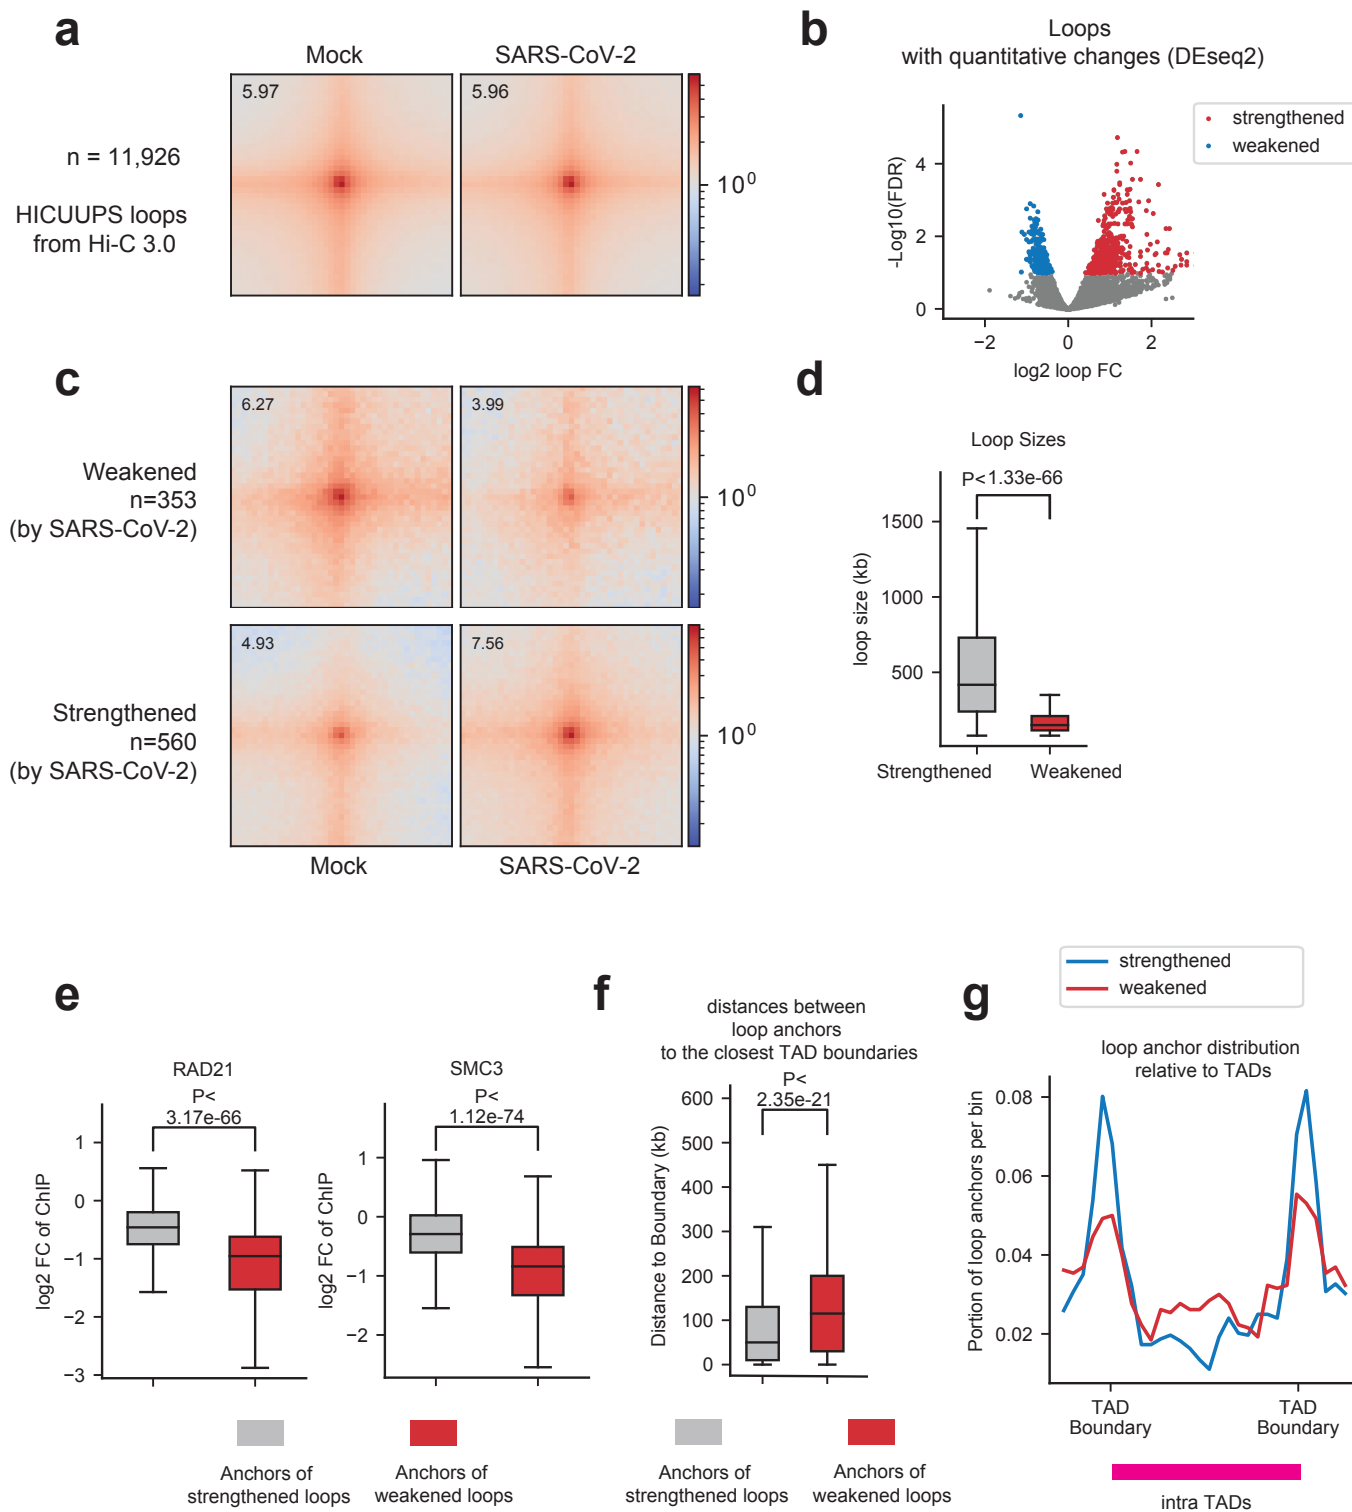 a
Mock
SARS-CoV-2
5.97
5.96
n = 11,926
HICUUPS loops
from Hi-C 3.0
10⁰
b
Loops
with quantitative changes (DEseq2)
strengthened
weakened
-Log10(FDR)
4
2
0
−2
0
2
log2 loop FC
c
6.27
3.99
Weakened
n=353
(by SARS-CoV-2)
10⁰
4.93
7.56
Strengthened
n=560
(by SARS-CoV-2)
10⁰
Mock
SARS-CoV-2
d
Loop Sizes
P<1.33e-66
loop size (kb)
1500
1000
500
Strengthened
Weakened
e
RAD21
P<
3.17e-66
log2 FC of ChIP
1
0
−1
−2
−3
SMC3
P<
1.12e-74
log2 FC of ChIP
1
0
−1
−2
Anchors of
strengthened loops
Anchors of
weakened loops
f
distances between
loop anchors
to the closest TAD boundaries
P<
2.35e-21
Distance to Boundary (kb)
600
500
400
300
200
100
0
Anchors of
strengthened loops
Anchors of
weakened loops
g
strengthened
weakened
loop anchor distribution
relative to TADs
Portion of loop anchors per bin
0.08
0.06
0.04
0.02
TAD
Boundary
TAD
Boundary
intra TADs